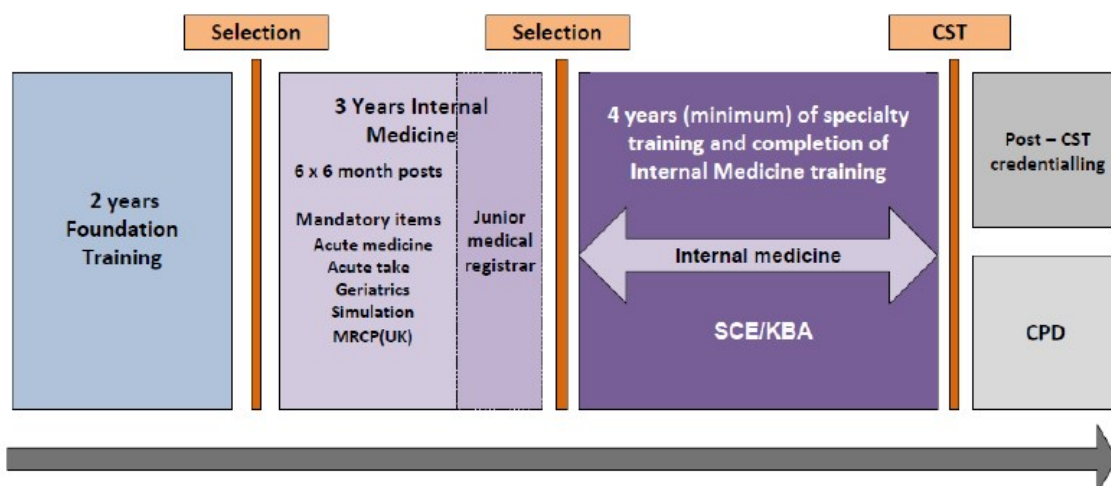 Selection
Selection
CST
2 years
Foundation
Training
3 Years Internal
Medicine
6 x 6 month posts
Mandatory items
Acute medicine
Acute take
Geriatrics
Simulation
MRCP(UK)
Junior
medical
registrar
4 years (minimum) of specialty
training and completion of
Internal Medicine training
Internal medicine
SCE/KBA
Post – CST
credentialling
CPD